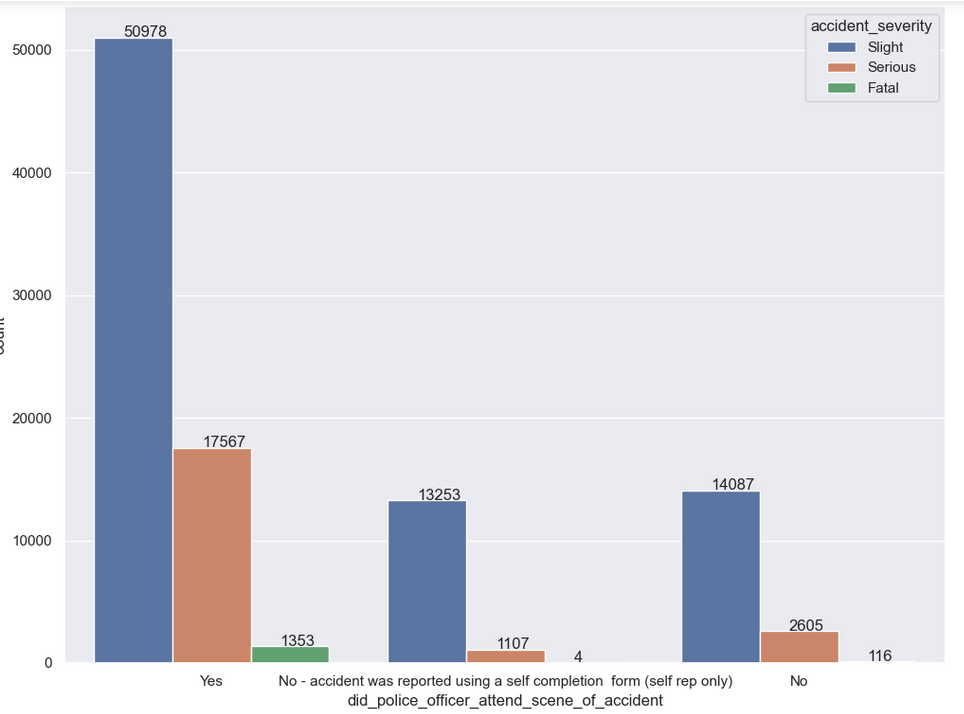 accident_severity
Slight
Serious
Fatal
50000
40000
30000
20000
10000
0
50978
17567
1353
13253
1107
4
14087
2605
116
Yes
No - accident was reported using a self completion  form (self rep only)
No
did_police_officer_attend_scene_of_accident